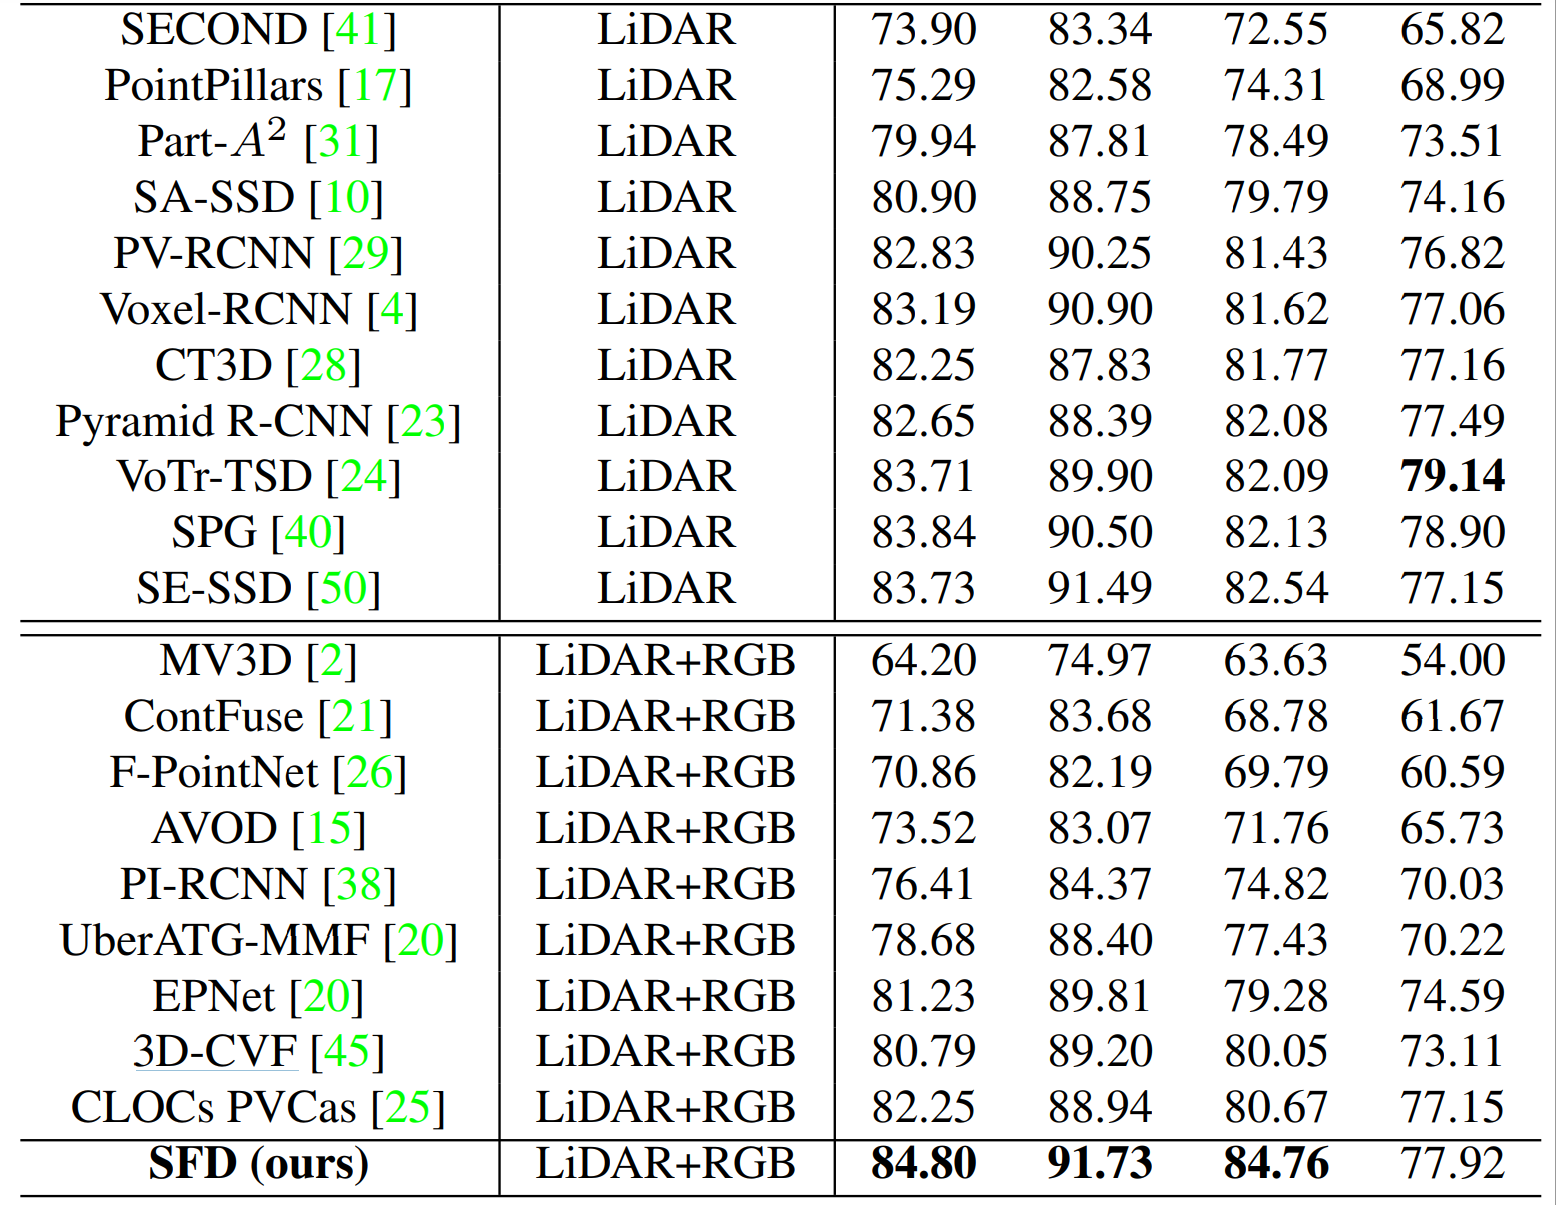 SECOND [41] LiDAR 73.90 83.34 72.55 65.82
PointPillars [17] LiDAR 75.29 82.58 74.31 68.99
Part-A² [31] LiDAR 79.94 87.81 78.49 73.51
SA-SSD [10] LiDAR 80.90 88.75 79.79 74.16
PV-RCNN [29] LiDAR 82.83 90.25 81.43 76.82
Voxel-RCNN [4] LiDAR 83.19 90.90 81.62 77.06
CT3D [28] LiDAR 82.25 87.83 81.77 77.16
Pyramid R-CNN [23] LiDAR 82.65 88.39 82.08 77.49
VoTr-TSD [24] LiDAR 83.71 89.90 82.09 79.14
SPG [40] LiDAR 83.84 90.50 82.13 78.90
SE-SSD [50] LiDAR 83.73 91.49 82.54 77.15
MV3D [2] LiDAR+RGB 64.20 74.97 63.63 54.00
ContFuse [21] LiDAR+RGB 71.38 83.68 68.78 61.67
F-PointNet [26] LiDAR+RGB 70.86 82.19 69.79 60.59
AVOD [15] LiDAR+RGB 73.52 83.07 71.76 65.73
PI-RCNN [38] LiDAR+RGB 76.41 84.37 74.82 70.03
UberATG-MMF [20] LiDAR+RGB 78.68 88.40 77.43 70.22
EPNet [20] LiDAR+RGB 81.23 89.81 79.28 74.59
3D-CVF [45] LiDAR+RGB 80.79 89.20 80.05 73.11
CLOCs PVCas [25] LiDAR+RGB 82.25 88.94 80.67 77.15
SFD (ours) LiDAR+RGB 84.80 91.73 84.76 77.92